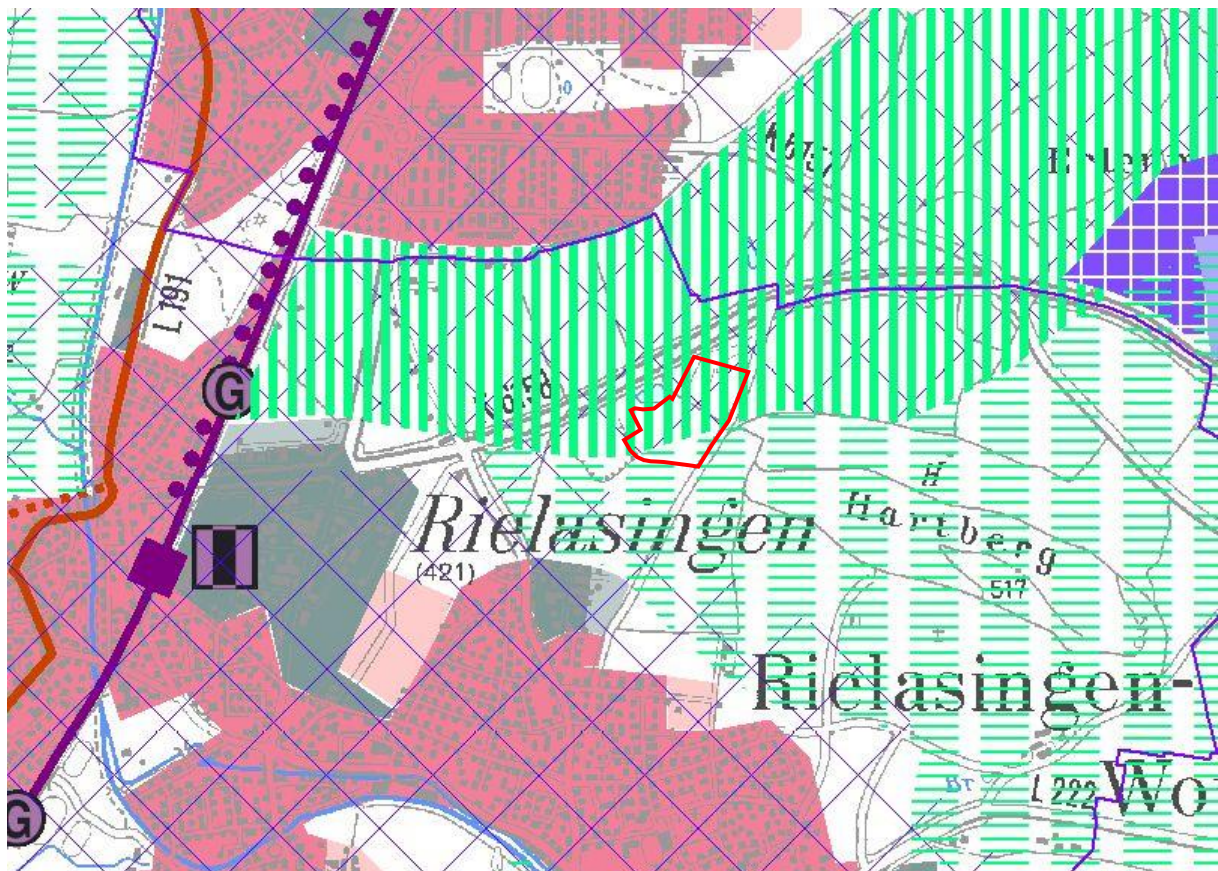 L 191
G
Rielasingen
(421)
H
Hartberg
517
Rielasingen-
L 222
Wo
G